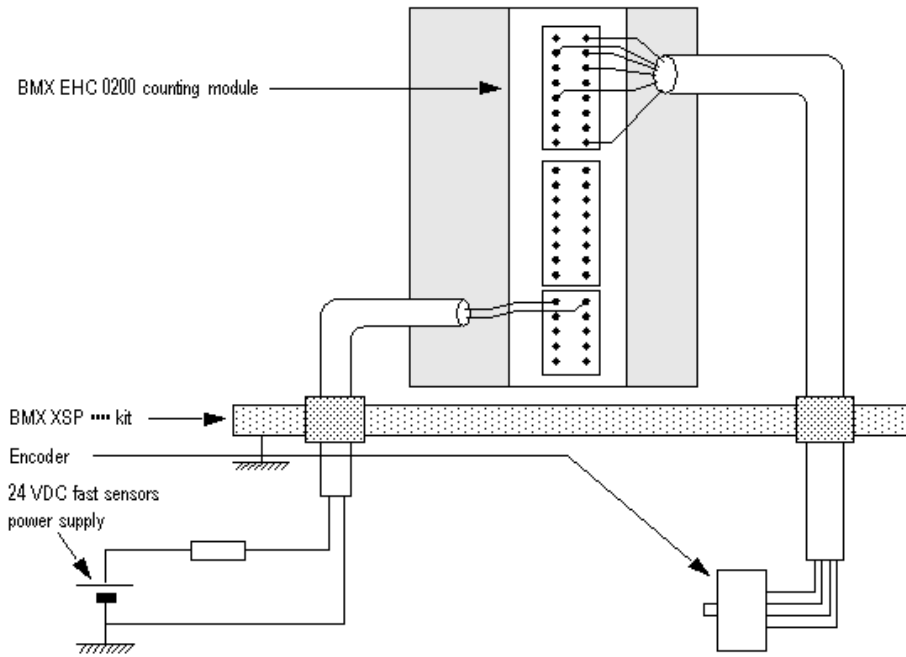 BMX EHC 0200 counting module
BMX XSP •••• kit
Encoder
24 VDC fast sensors
power supply